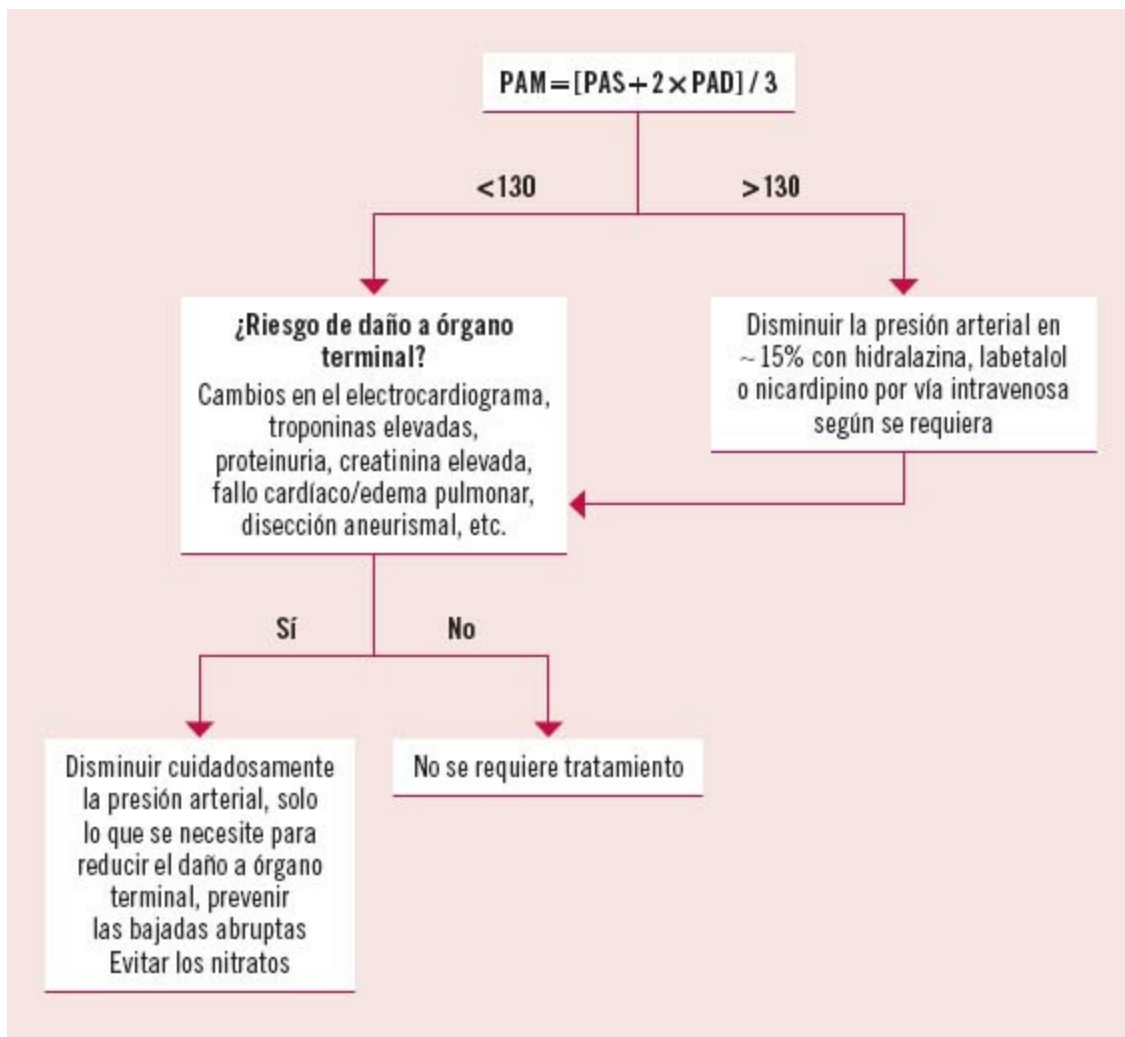 PAM=[PAS+2×PAD]/3
<130
>130
¿Riesgo de daño a órgano
terminal?
Cambios en el electrocardiograma,
troponinas elevadas,
proteinuria, creatinina elevada,
fallo cardíaco/edema pulmonar,
disección aneurismal, etc.
Disminuir la presión arterial en
~15% con hidralazina, labetalol
o nicardipino por vía intravenosa
según se requiera
Sí
No
Disminuir cuidadosamente
la presión arterial, solo
lo que se necesite para
reducir el daño a órgano
terminal, prevenir
las bajadas abruptas
Evitar los nitratos
No se requiere tratamiento